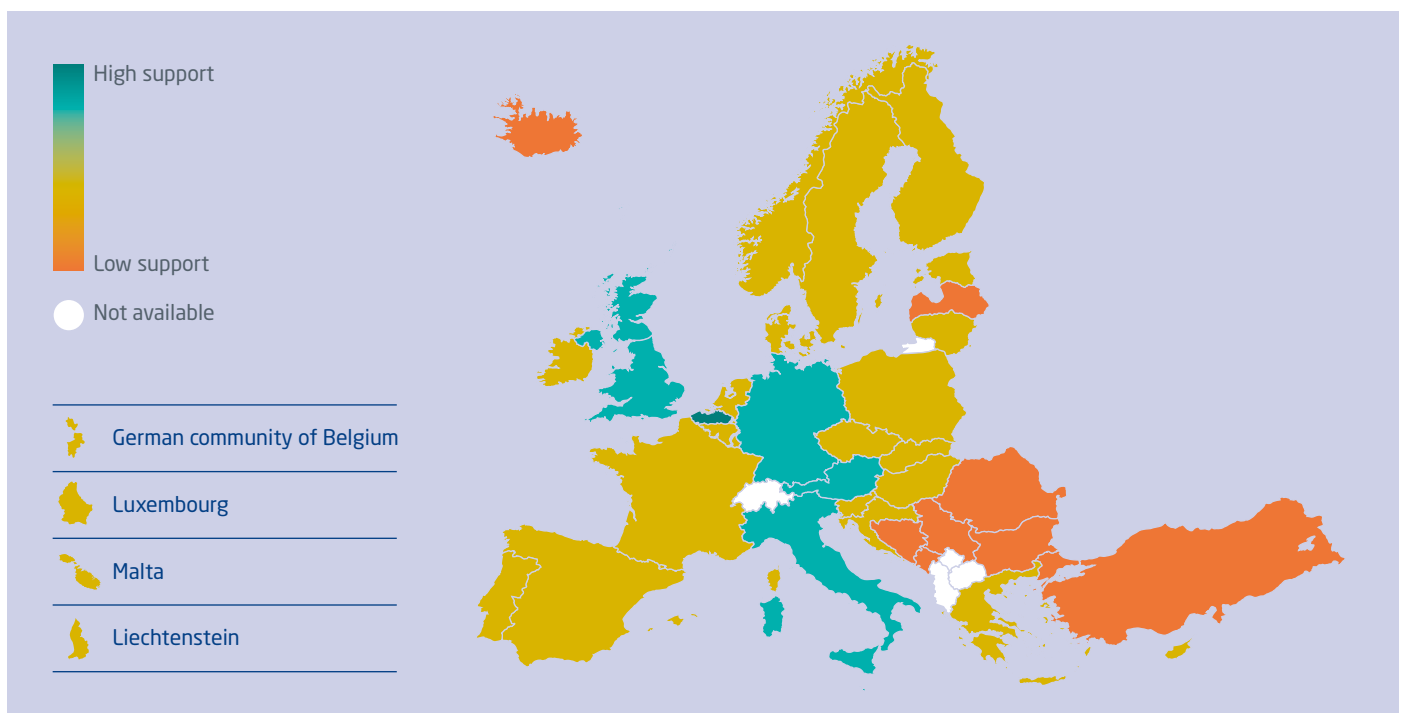 High support
Low support
Not available
German community of Belgium
Luxembourg
Malta
Liechtenstein